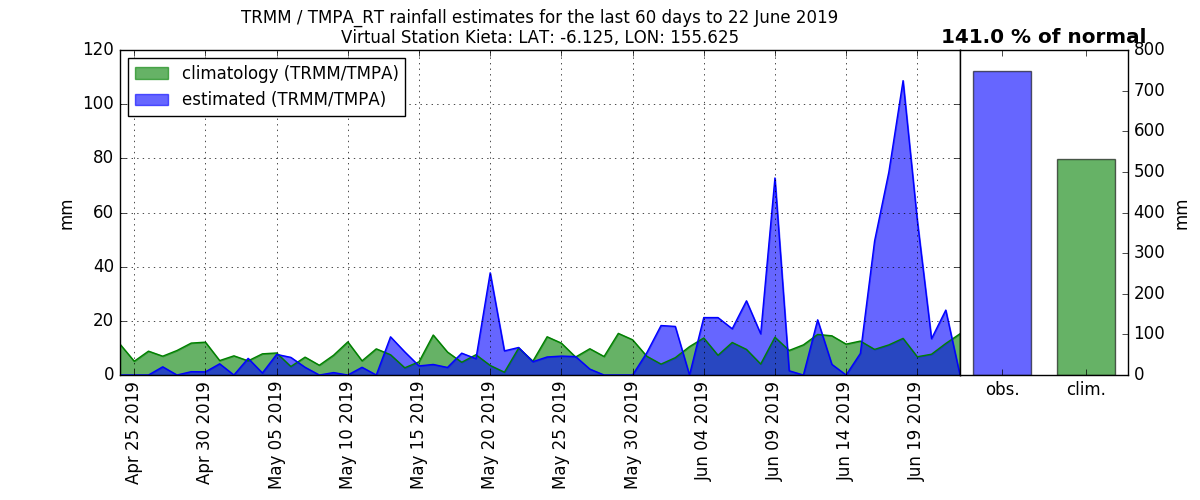 TRMM / TMPA_RT rainfall estimates for the last 60 days to 22 June 2019
Virtual Station Kieta: LAT: -6.125, LON: 155.625
141.0 % of normal
climatology (TRMM/TMPA)
estimated (TRMM/TMPA)
mm
120
100
80
60
40
20
0
Apr 25 2019
Apr 30 2019
May 05 2019
May 10 2019
May 15 2019
May 20 2019
May 25 2019
May 30 2019
Jun 04 2019
Jun 09 2019
Jun 14 2019
Jun 19 2019
obs.
clim.
800
700
600
500
400
300
200
100
0
mm